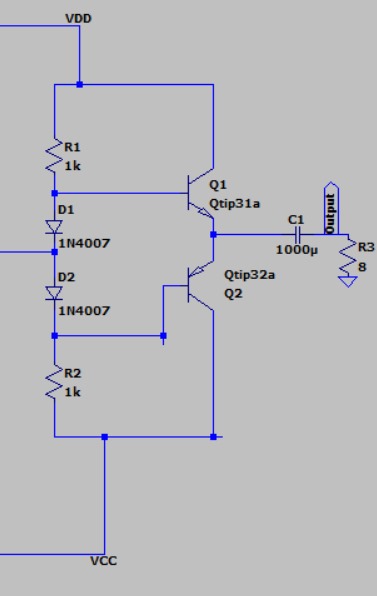 VDD
R1
1k
D1
1N4007
Q1
Qtip31a
C1
1000µ
Output
R3
8
D2
1N4007
Qtip32a
Q2
R2
1k
VCC